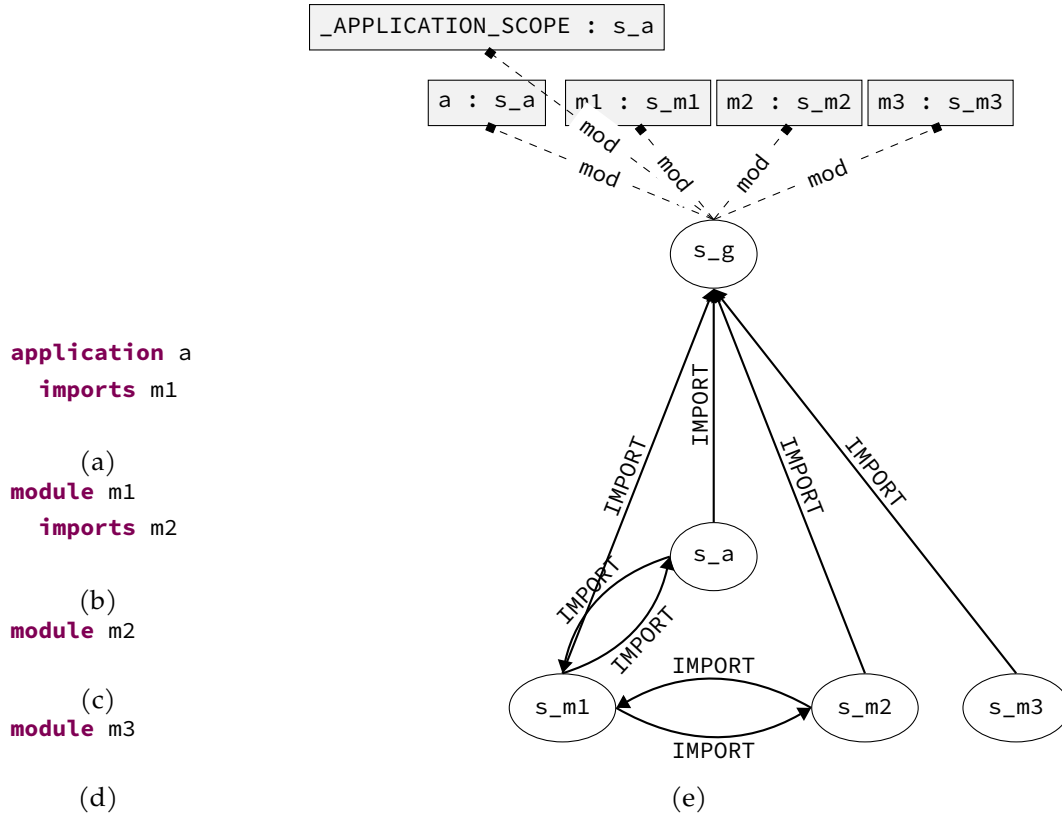 _APPLICATION_SCOPE : s_a
a : s_a
m1 : s_m1
m2 : s_m2
m3 : s_m3
mod
mod
mod
mod
mod
s_g
application a
imports m1
(a)
module m1
imports m2
(b)
module m2
(c)
module m3
(d)
IMPORT
IMPORT
IMPORT
IMPORT
s_a
IMPORT
IMPORT
IMPORT
s_m1
s_m2
s_m3
IMPORT
(e)